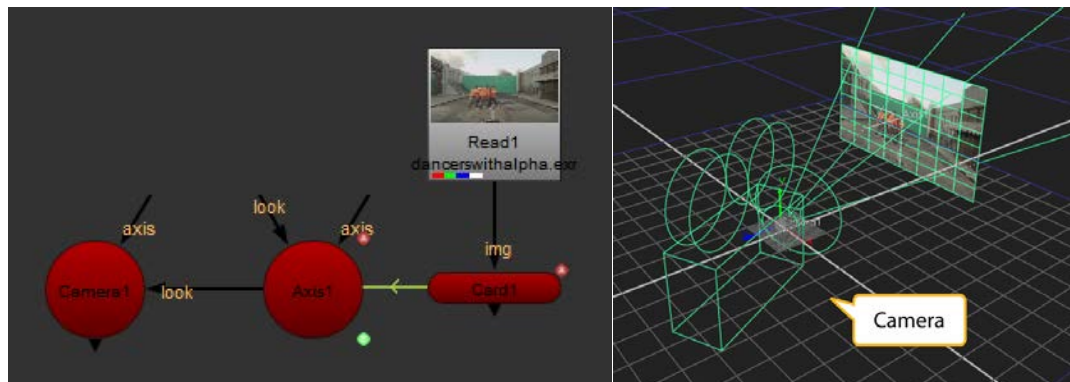 Read1
dancerswithalpha.exr
look
axis
axis
img
Camera1
look
Axis1
Card1
A
A
Y
Camera